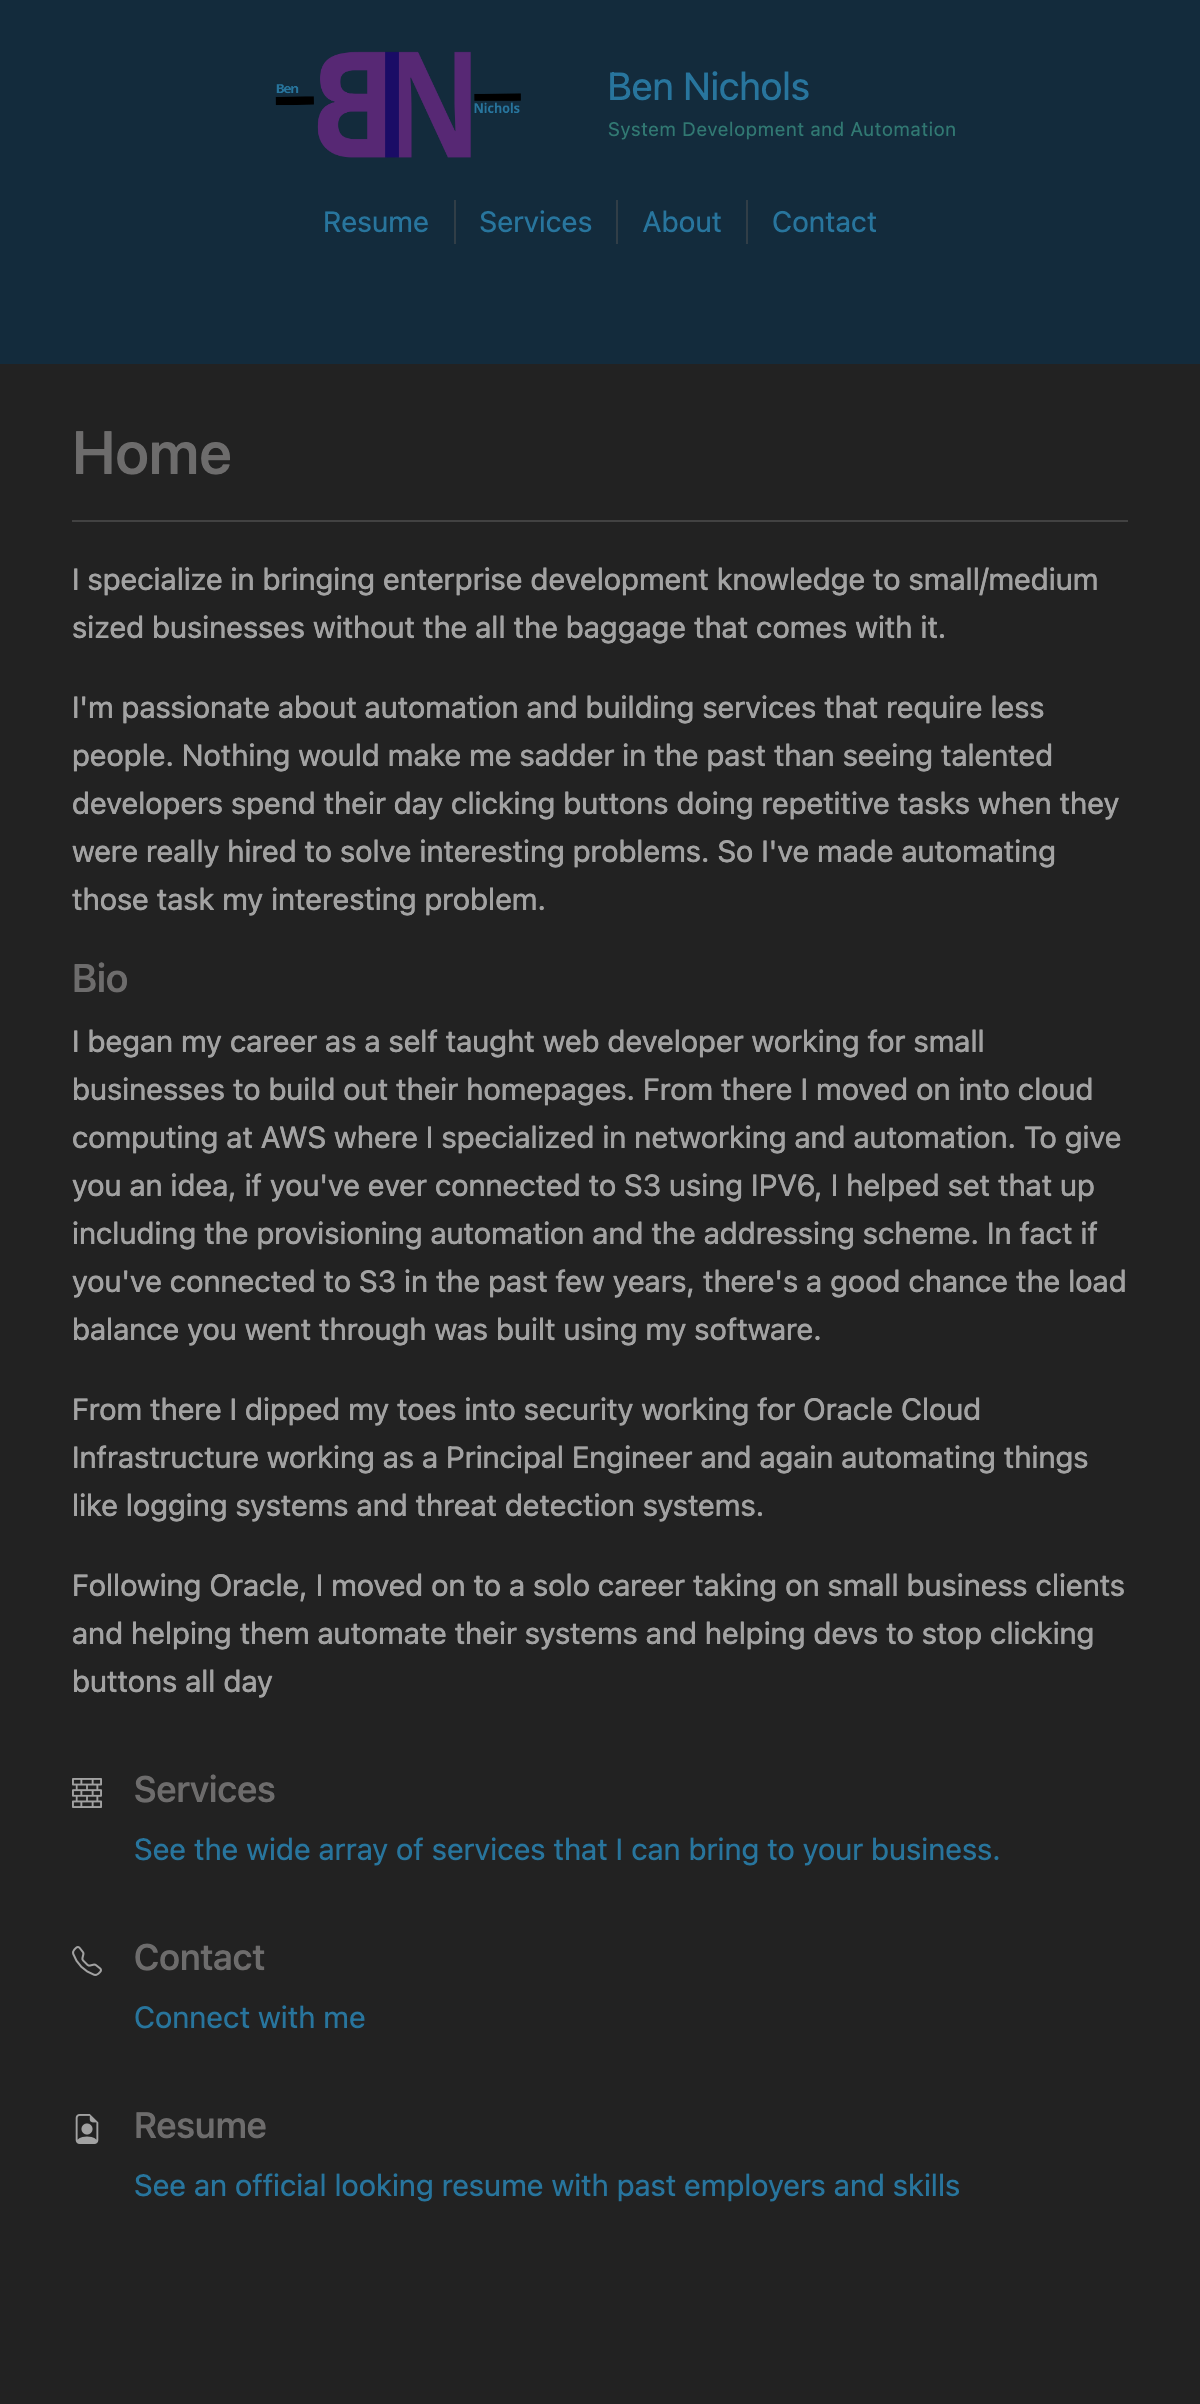 Ben
BN
Nichols
Ben Nichols
System Development and Automation
Resume
Services
About
Contact
Home
I specialize in bringing enterprise development knowledge to small/medium
sized businesses without the all the baggage that comes with it.
I'm passionate about automation and building services that require less
people. Nothing would make me sadder in the past than seeing talented
developers spend their day clicking buttons doing repetitive tasks when they
were really hired to solve interesting problems. So I've made automating
those task my interesting problem.
Bio
I began my career as a self taught web developer working for small
businesses to build out their homepages. From there I moved on into cloud
computing at AWS where I specialized in networking and automation. To give
you an idea, if you've ever connected to S3 using IPV6, I helped set that up
including the provisioning automation and the addressing scheme. In fact if
you've connected to S3 in the past few years, there's a good chance the load
balance you went through was built using my software.
From there I dipped my toes into security working for Oracle Cloud
Infrastructure working as a Principal Engineer and again automating things
like logging systems and threat detection systems.
Following Oracle, I moved on to a solo career taking on small business clients
and helping them automate their systems and helping devs to stop clicking
buttons all day
Services
See the wide array of services that I can bring to your business.
Contact
Connect with me
Resume
See an official looking resume with past employers and skills